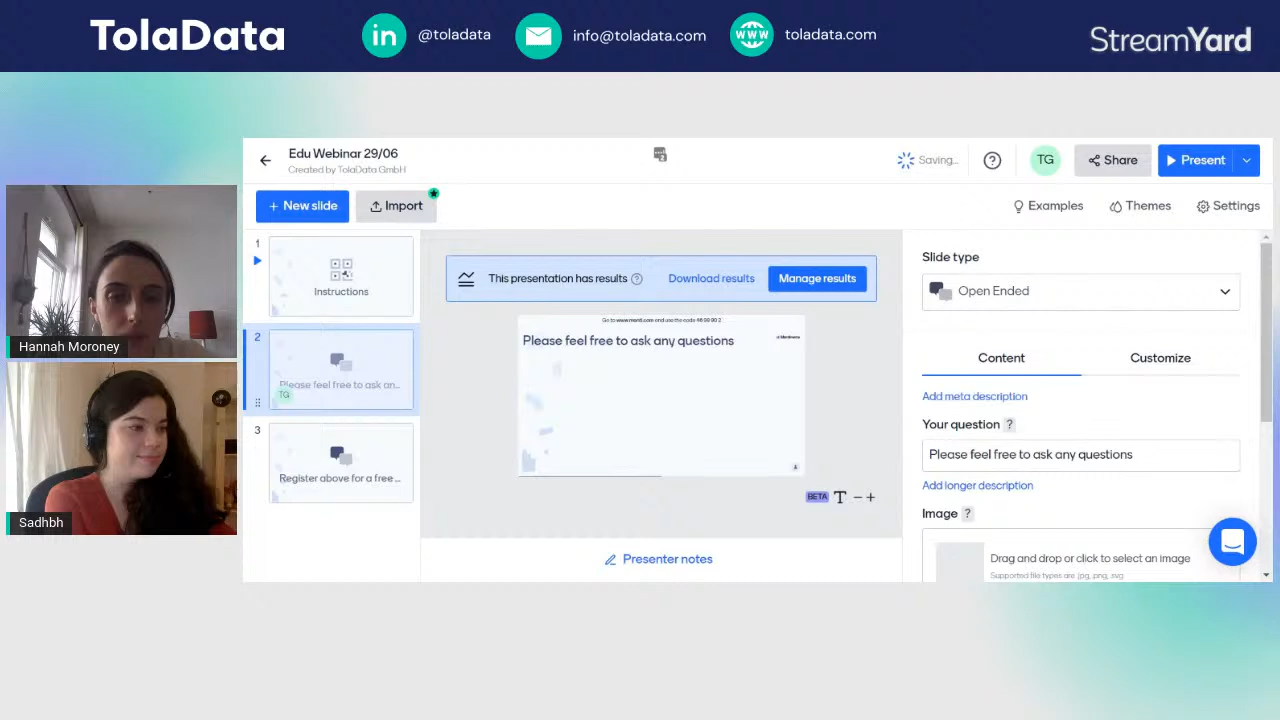 TolaData
in
@toladata
info@toladata.com
www
toladata.com
StreamYard
Edu Webinar 29/06
Created by TolaData GmbH
Saving...
?
TG
Share
Present
+ New slide
Import
Examples
Themes
Settings
1
Instructions
2
Please feel free to ask an...
TG
3
Register above for a free ...
This presentation has results ?
Download results
Manage results
Please feel free to ask any questions
BETA T − +
Presenter notes
Slide type
Open Ended
Content
Customize
Add meta description
Your question ?
Please feel free to ask any questions
Add longer description
Image ?
Drag and drop or click to select an image
Supported file types are .jpg, .png, .svg
Hannah Moroney
Sadhbh